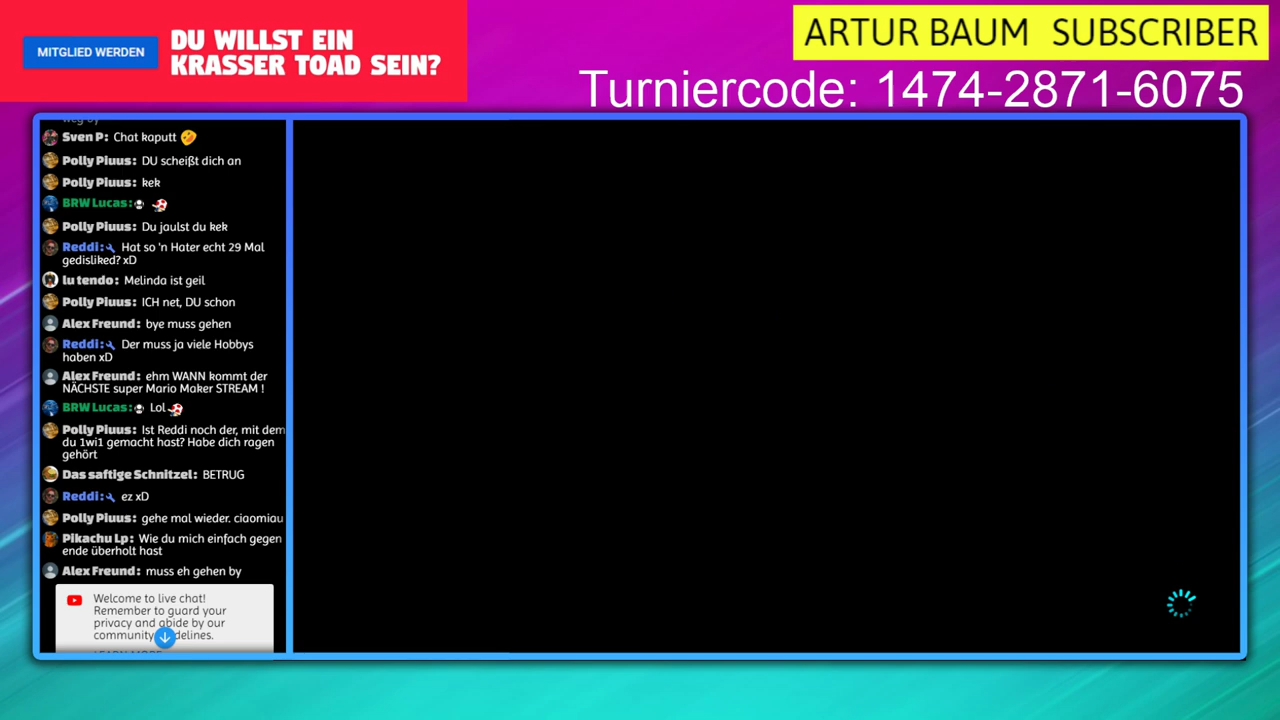 MITGLIED WERDEN
DU WILLST EIN
KRASSER TOAD SEIN?
ARTUR BAUM SUBSCRIBER
Turniercode: 1474-2871-6075
Sven P: Chat kaputt
Polly Piuus: DU scheißt dich an
Polly Piuus: kek
BRW Lucas:
Polly Piuus: Du jaulst du kek
Reddi: Hat so 'n Hater echt 29 Mal
gedisliked? xD
lu tendo: Melinda ist geil
Polly Piuus: ICH net, DU schon
Alex Freund: bye muss gehen
Reddi: Der muss ja viele Hobbys
haben xD
Alex Freund: ehm WANN kommt der
NÄCHSTE super Mario Maker STREAM !
BRW Lucas: Lol
Polly Piuus: Ist Reddi noch der, mit dem
du 1wi1 gemacht hast? Habe dich ragen
gehört
Das saftige Schnitzel: BETRUG
Reddi: ez xD
Polly Piuus: gehe mal wieder. ciaomiau
Pikachu Lp: Wie du mich einfach gegen
ende überholt hast
Alex Freund: muss eh gehen by
Welcome to live chat!
Remember to guard your
privacy and abide by our
community